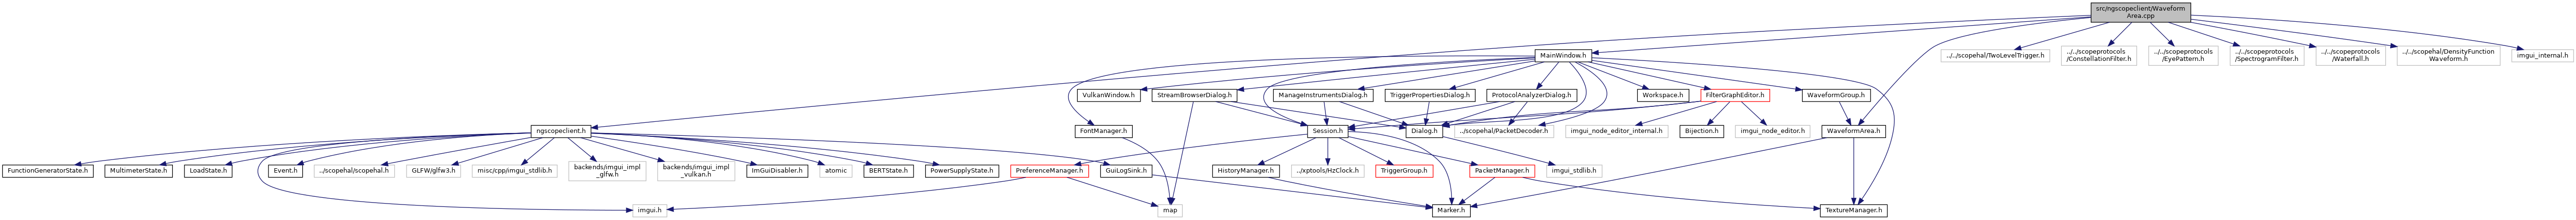 src/ngscopeclient/Waveform
Area.cpp
MainWindow.h
../../scopehal/TwoLevelTrigger.h
../../scopeprotocols
/ConstellationFilter.h
../../scopeprotocols
/EyePattern.h
../../scopeprotocols
/SpectrogramFilter.h
../../scopeprotocols
/Waterfall.h
../../scopehal/DensityFunction
Waveform.h
imgui_internal.h
VulkanWindow.h
StreamBrowserDialog.h
ManageInstrumentsDialog.h
TriggerPropertiesDialog.h
ProtocolAnalyzerDialog.h
Workspace.h
FilterGraphEditor.h
WaveformGroup.h
ngscopeclient.h
FontManager.h
Session.h
Dialog.h
../scopehal/PacketDecoder.h
imgui_node_editor_internal.h
Bijection.h
imgui_node_editor.h
WaveformArea.h
FunctionGeneratorState.h
MultimeterState.h
LoadState.h
Event.h
../scopehal/scopehal.h
GLFW/glfw3.h
misc/cpp/imgui_stdlib.h
backends/imgui_impl
_glfw.h
backends/imgui_impl
_vulkan.h
ImGuiDisabler.h
atomic
BERTState.h
PowerSupplyState.h
PreferenceManager.h
GuiLogSink.h
HistoryManager.h
../xptools/HzClock.h
TriggerGroup.h
PacketManager.h
imgui_stdlib.h
imgui.h
map
Marker.h
TextureManager.h